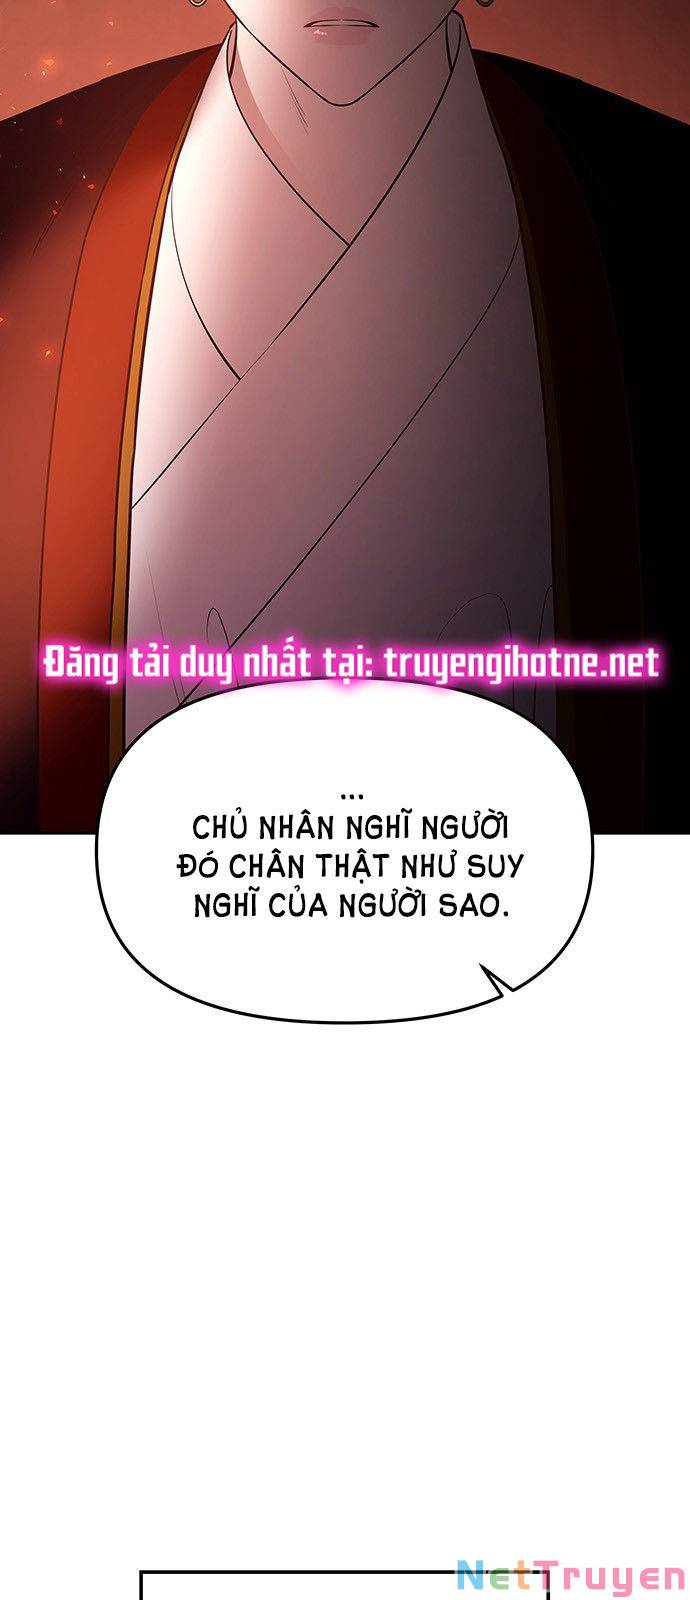 Đăng tải duy nhất tại: truyengihotne.net
...
CHỦ NHÂN NGHĨ NGƯỜI
ĐÓ CHÂN THẬT NHƯ SUY
NGHĨ CỦA NGƯỜI SAO.
NetTruyen